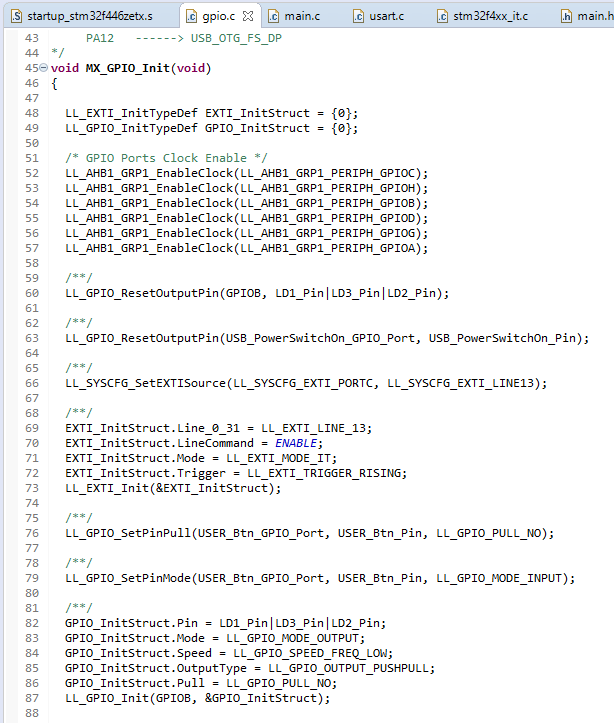 startup_stm32f446zetx.s gpio.c main.c usart.c stm32f4xx_it.c main.h
43 PA12 ------> USB_OTG_FS_DP
44 */
45 void MX_GPIO_Init(void)
46 {
47
48 LL_EXTI_InitTypeDef EXTI_InitStruct = {0};
49 LL_GPIO_InitTypeDef GPIO_InitStruct = {0};
50
51 /* GPIO Ports Clock Enable */
52 LL_AHB1_GRP1_EnableClock(LL_AHB1_GRP1_PERIPH_GPIOC);
53 LL_AHB1_GRP1_EnableClock(LL_AHB1_GRP1_PERIPH_GPIOH);
54 LL_AHB1_GRP1_EnableClock(LL_AHB1_GRP1_PERIPH_GPIOB);
55 LL_AHB1_GRP1_EnableClock(LL_AHB1_GRP1_PERIPH_GPIOD);
56 LL_AHB1_GRP1_EnableClock(LL_AHB1_GRP1_PERIPH_GPIOG);
57 LL_AHB1_GRP1_EnableClock(LL_AHB1_GRP1_PERIPH_GPIOA);
58
59 /**/
60 LL_GPIO_ResetOutputPin(GPIOB, LD1_Pin|LD3_Pin|LD2_Pin);
61
62 /**/
63 LL_GPIO_ResetOutputPin(USB_PowerSwitchOn_GPIO_Port, USB_PowerSwitchOn_Pin);
64
65 /**/
66 LL_SYSCFG_SetEXTISource(LL_SYSCFG_EXTI_PORTC, LL_SYSCFG_EXTI_LINE13);
67
68 /**/
69 EXTI_InitStruct.Line_0_31 = LL_EXTI_LINE_13;
70 EXTI_InitStruct.LineCommand = ENABLE;
71 EXTI_InitStruct.Mode = LL_EXTI_MODE_IT;
72 EXTI_InitStruct.Trigger = LL_EXTI_TRIGGER_RISING;
73 LL_EXTI_Init(&EXTI_InitStruct);
74
75 /**/
76 LL_GPIO_SetPinPull(USER_Btn_GPIO_Port, USER_Btn_Pin, LL_GPIO_PULL_NO);
77
78 /**/
79 LL_GPIO_SetPinMode(USER_Btn_GPIO_Port, USER_Btn_Pin, LL_GPIO_MODE_INPUT);
80
81 /**/
82 GPIO_InitStruct.Pin = LD1_Pin|LD3_Pin|LD2_Pin;
83 GPIO_InitStruct.Mode = LL_GPIO_MODE_OUTPUT;
84 GPIO_InitStruct.Speed = LL_GPIO_SPEED_FREQ_LOW;
85 GPIO_InitStruct.OutputType = LL_GPIO_OUTPUT_PUSHPULL;
86 GPIO_InitStruct.Pull = LL_GPIO_PULL_NO;
87 LL_GPIO_Init(GPIOB, &GPIO_InitStruct);
88